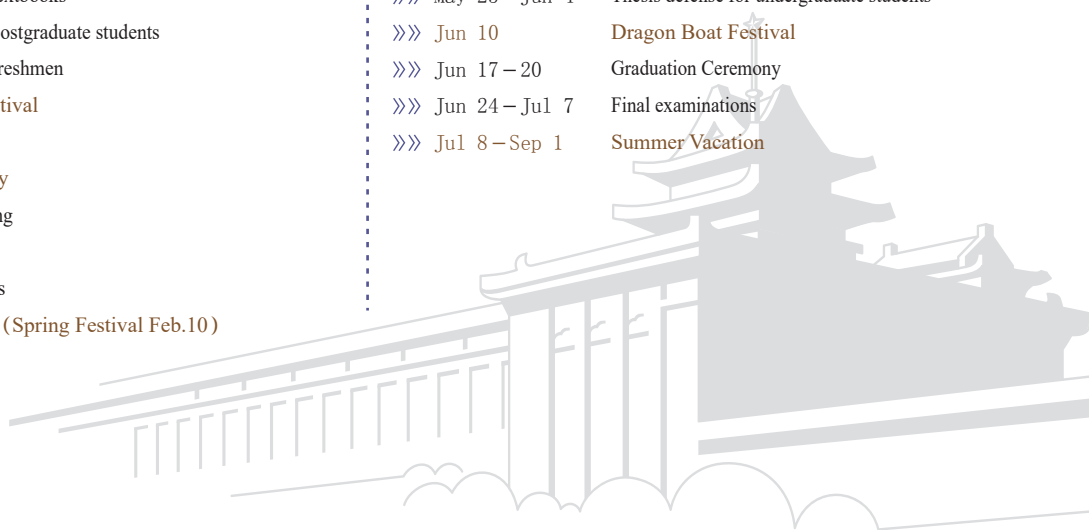 ostgraduate students
reshmen
tival
y
ng
s
(Spring Festival Feb.10)
»» May
»» Jun 10 Dragon Boat Festival
»» Jun 17–20 Graduation Ceremony
»» Jun 24–Jul 7 Final examinations
»» Jul 8–Sep 1 Summer Vacation